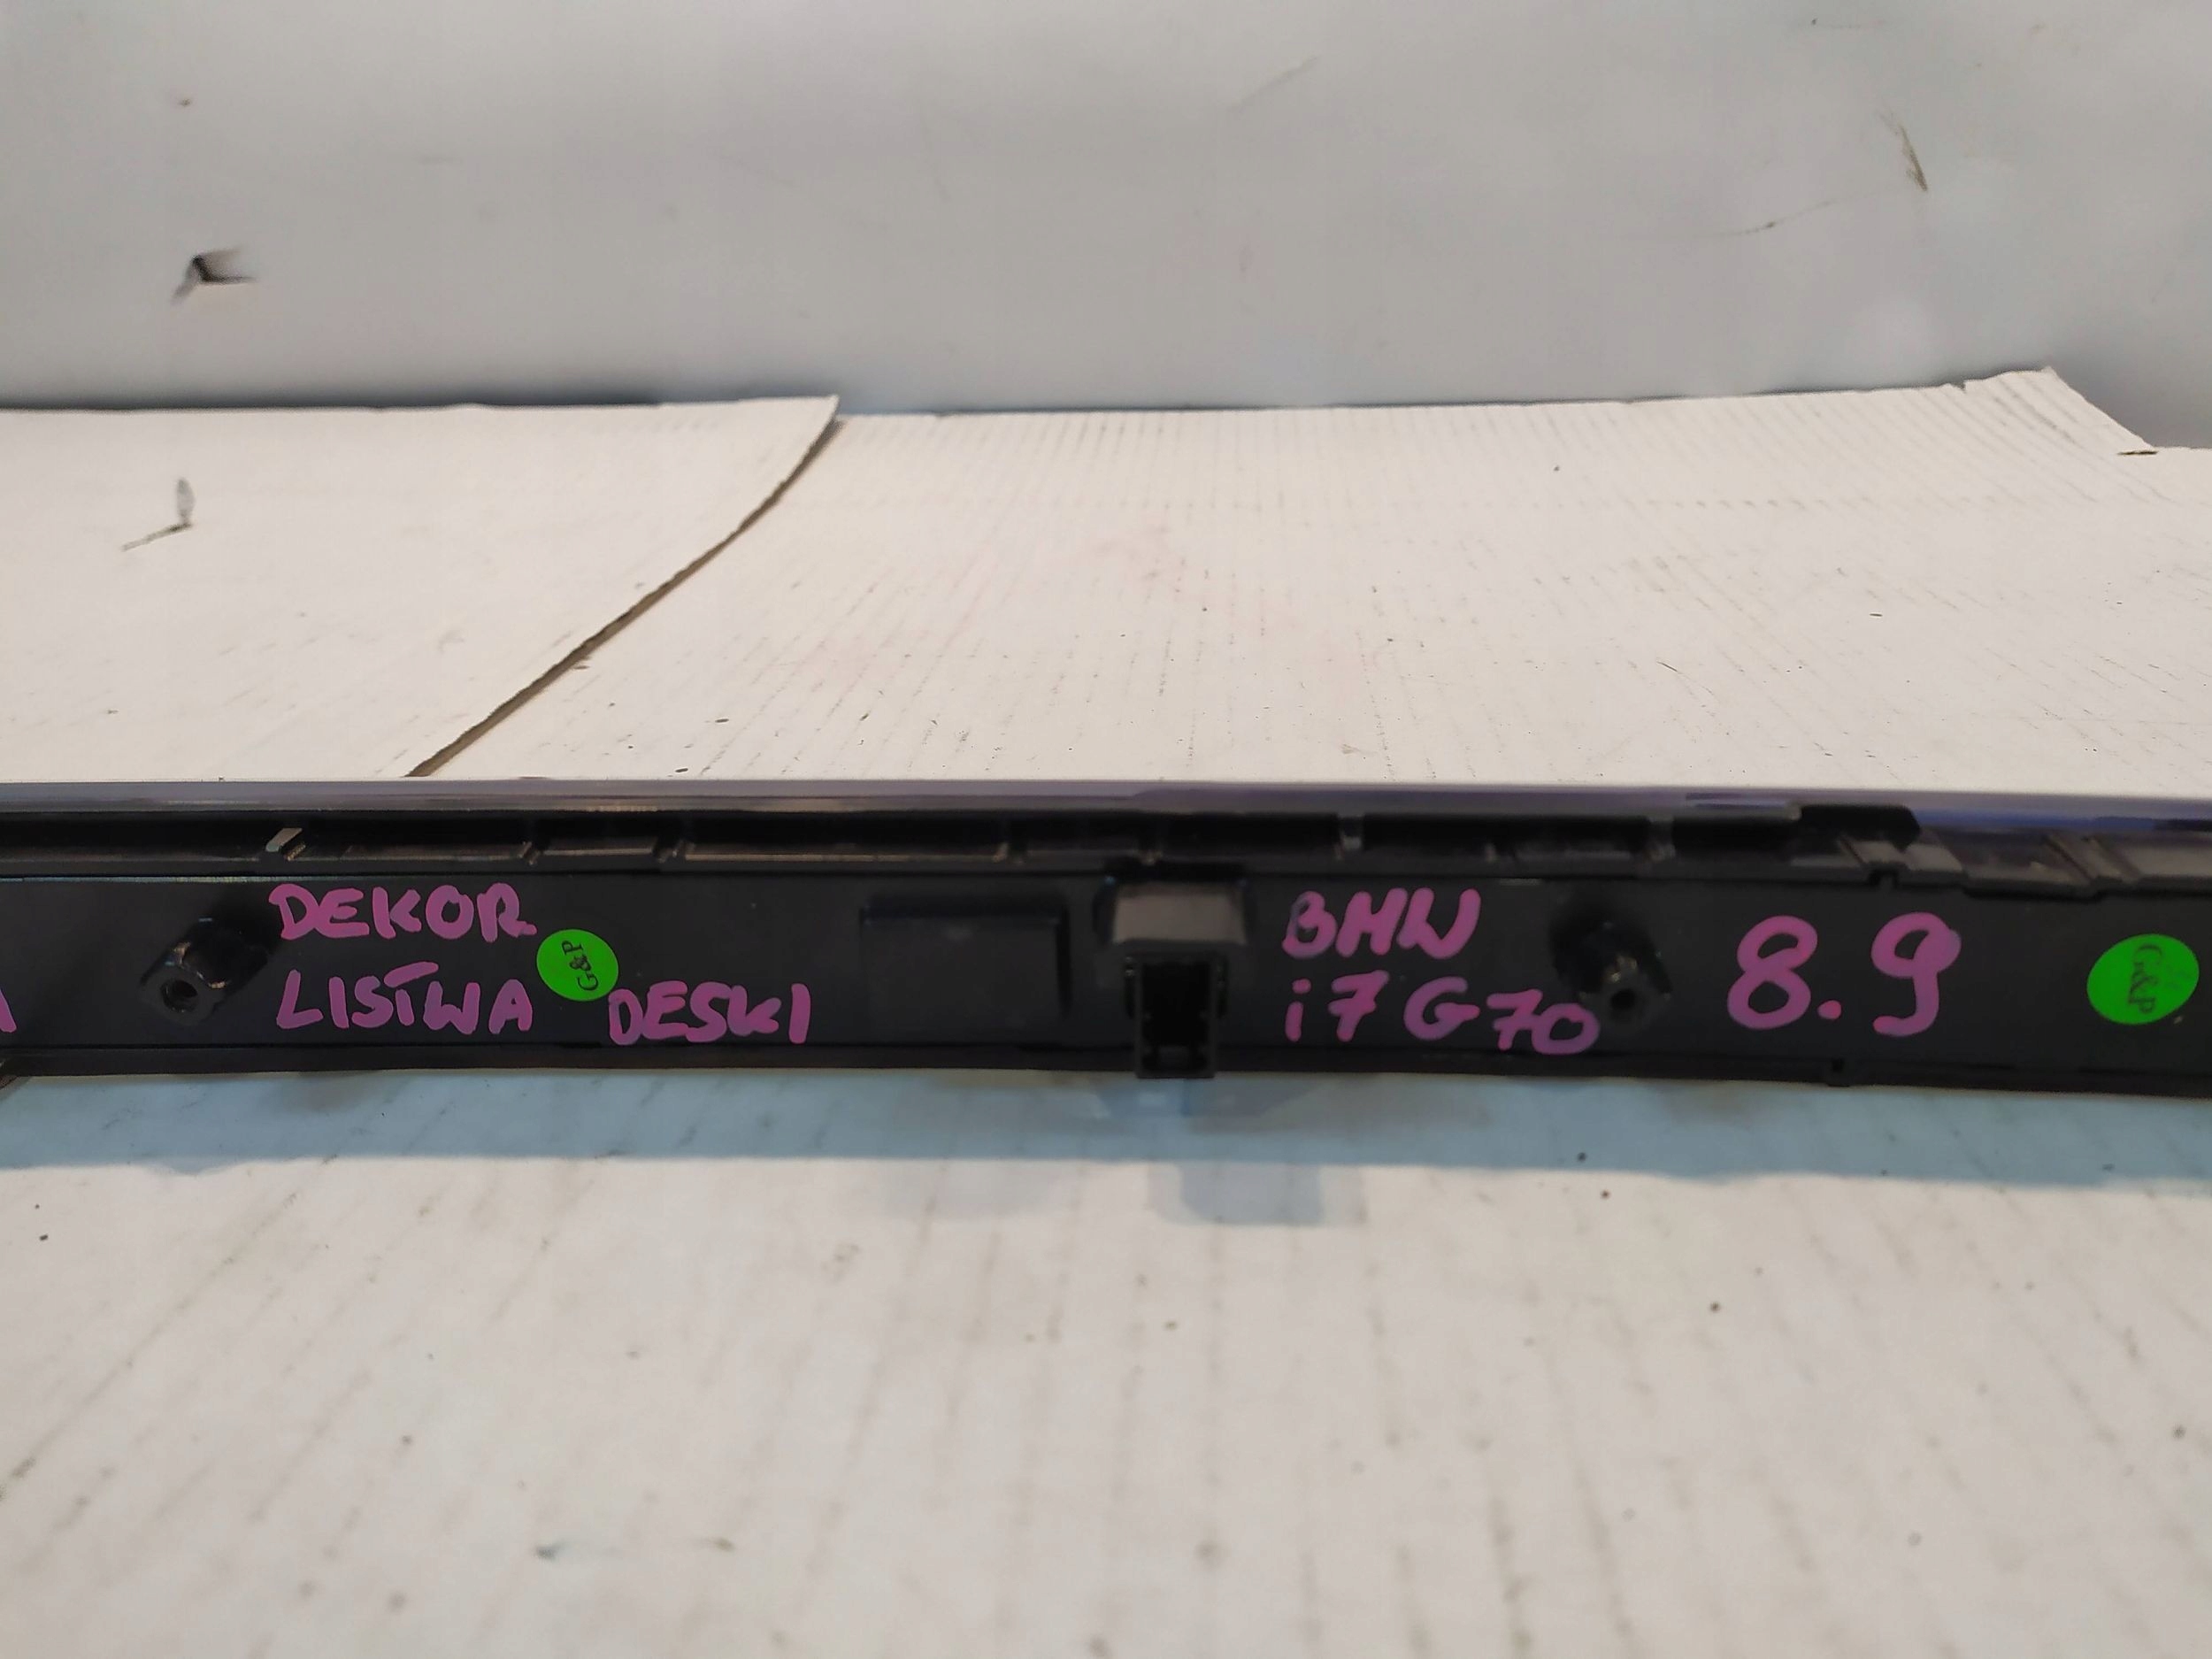 DEKOR
LISTWA DESKI
G&P
BMW
i7 G70
8.9
G&P